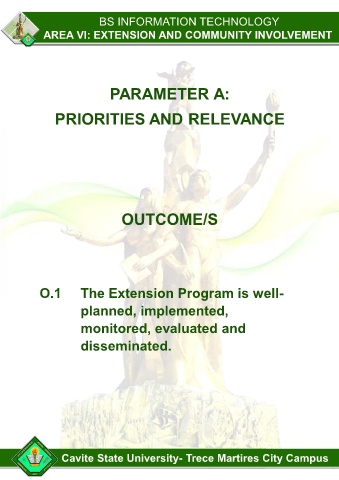 BS INFORMATION TECHNOLOGY
AREA VI: EXTENSION AND COMMUNITY INVOLVEMENT
PARAMETER A:
PRIORITIES AND RELEVANCE
OUTCOME/S
O.1 The Extension Program is well-
planned, implemented,
monitored, evaluated and
disseminated.
Cavite State University- Trece Martires City Campus